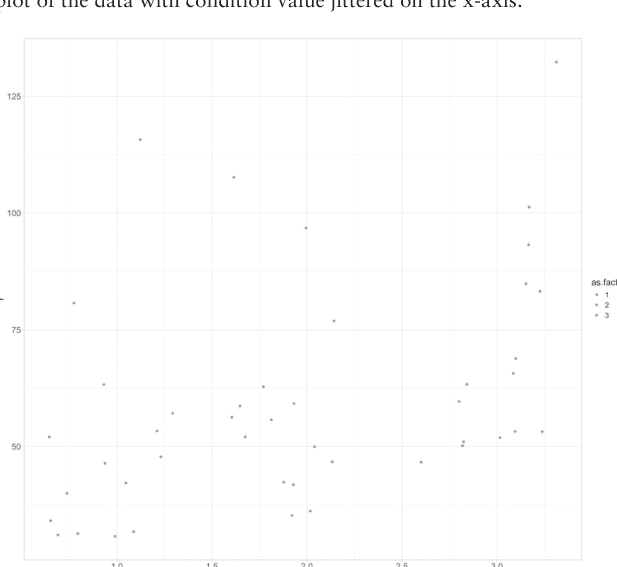 plot of the data with condition value jittered on the x-axis.
125
100
75
50
as.fact
1
2
3
1.0 1.5 2.0 2.5 3.0